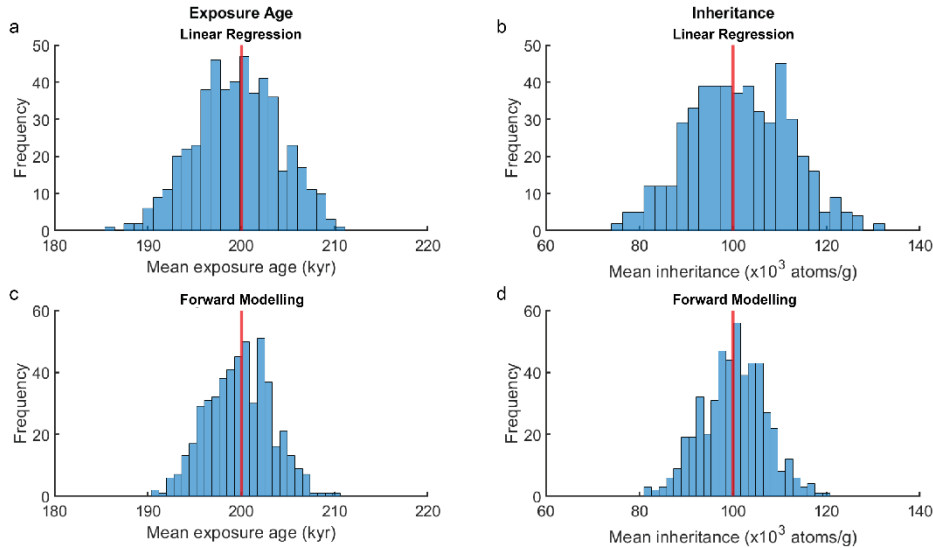 Exposure Age
Inheritance
a
Linear Regression
50
40
30
20
10
0
Frequency
180
190
200
210
220
Mean exposure age (kyr)
b
Linear Regression
50
40
30
20
10
0
Frequency
60
80
100
120
140
Mean inheritance (x10³ atoms/g)
c
Forward Modelling
60
40
20
0
Frequency
180
190
200
210
220
Mean exposure age (kyr)
d
Forward Modelling
60
40
20
0
Frequency
60
80
100
120
140
Mean inheritance (x10³ atoms/g)